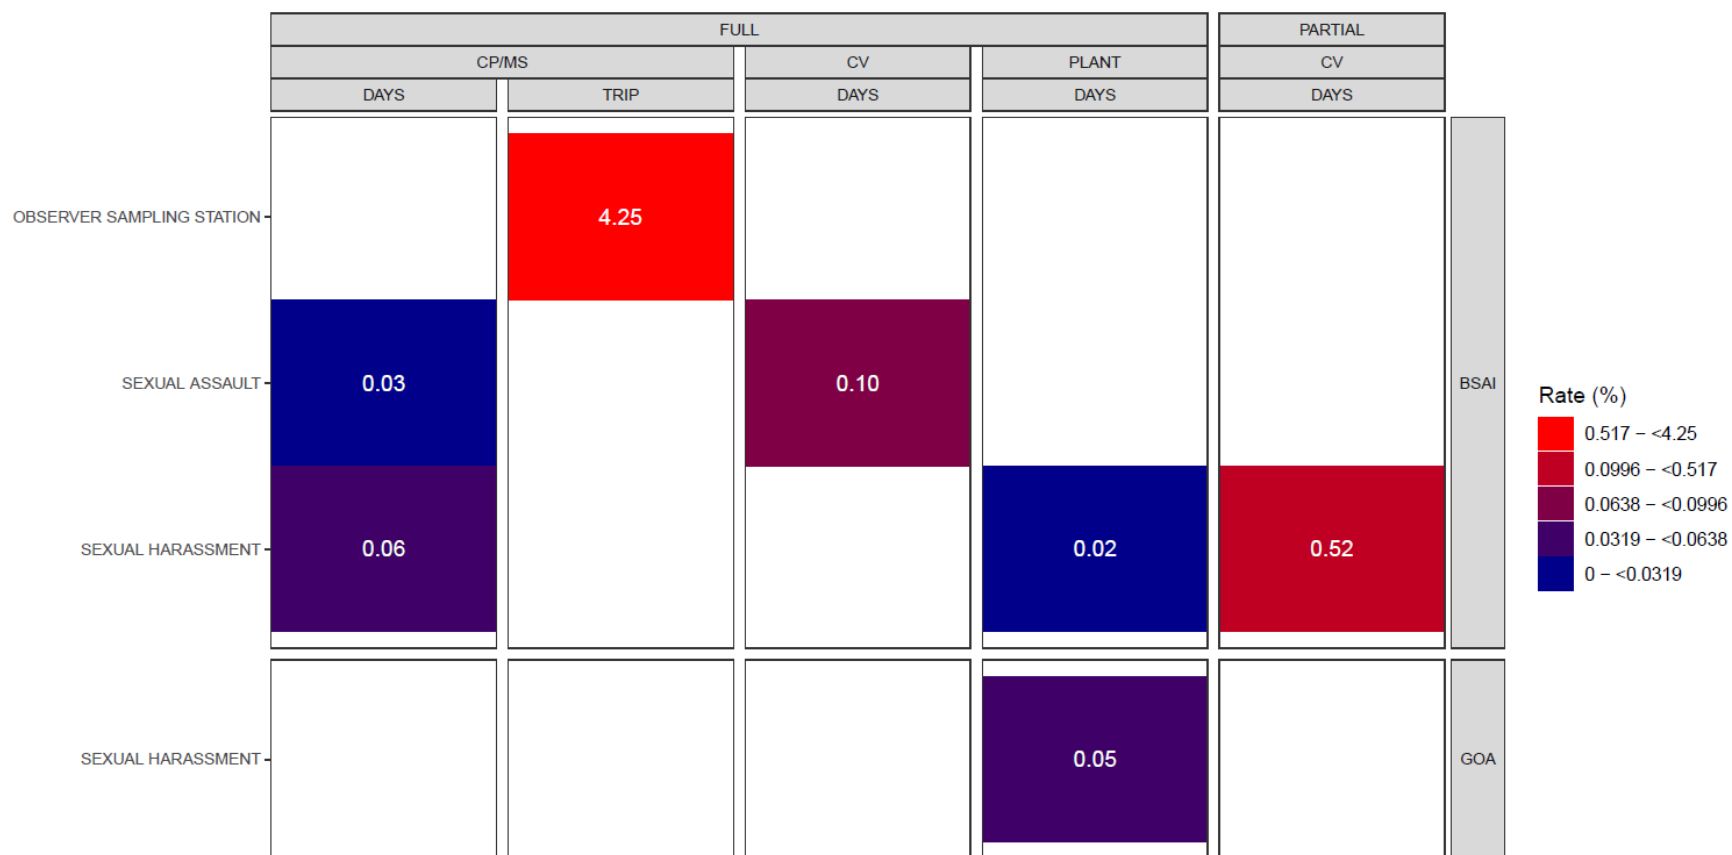 FULL
PARTIAL
CP/MS
CV
PLANT
CV
DAYS
TRIP
DAYS
DAYS
DAYS
OBSERVER SAMPLING STATION
4.25
SEXUAL ASSAULT
0.03
0.10
BSAI
SEXUAL HARASSMENT
0.06
0.02
0.52
SEXUAL HARASSMENT
0.05
GOA
Rate (%)
0.517 − <4.25
0.0996 − <0.517
0.0638 − <0.0996
0.0319 − <0.0638
0 − <0.0319